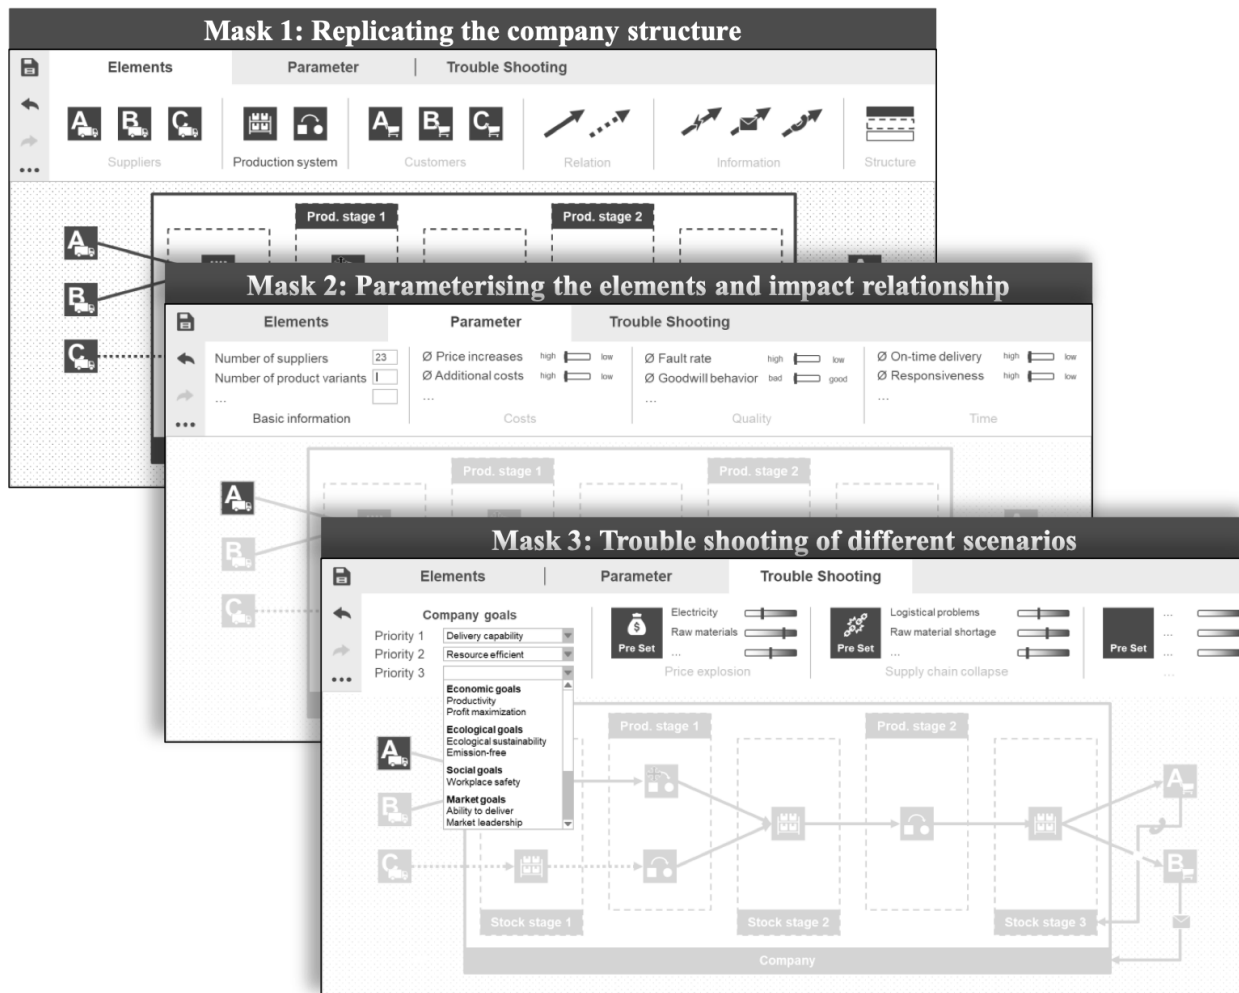 Mask 1: Replicating the company structure
Elements Parameter Trouble Shooting
A B C A B C
Suppliers Production system Customers Relation Information Structure
Prod. stage 1 Prod. stage 2
A
B
C
Mask 2: Parameterising the elements and impact relationship
Elements Parameter Trouble Shooting
Number of suppliers 23 Ø Price increases high low Ø Fault rate high low Ø On-time delivery high low
Number of product variants Ø Additional costs high low Ø Goodwill behavior bad good Ø Responsiveness high low
... ... ... ...
Basic information Costs Quality Time
Prod. stage 1 Prod. stage 2
A
B
C
Mask 3: Trouble shooting of different scenarios
Elements Parameter Trouble Shooting
Company goals
Priority 1 Delivery capability
Priority 2 Resource efficient
Priority 3
Economic goals
Productivity
Profit maximization
Ecological goals
Ecological sustainability
Emission-free
Social goals
Workplace safety
Market goals
Ability to deliver
Market leadership
$ Pre Set
Electricity
Raw materials
...
Price explosion
Pre Set
Logistical problems
Raw material shortage
...
Supply chain collapse
Pre Set
...
...
...
...
Prod. stage 1 Prod. stage 2
A A
B B
C
Stock stage 1 Stock stage 2 Stock stage 3
Company